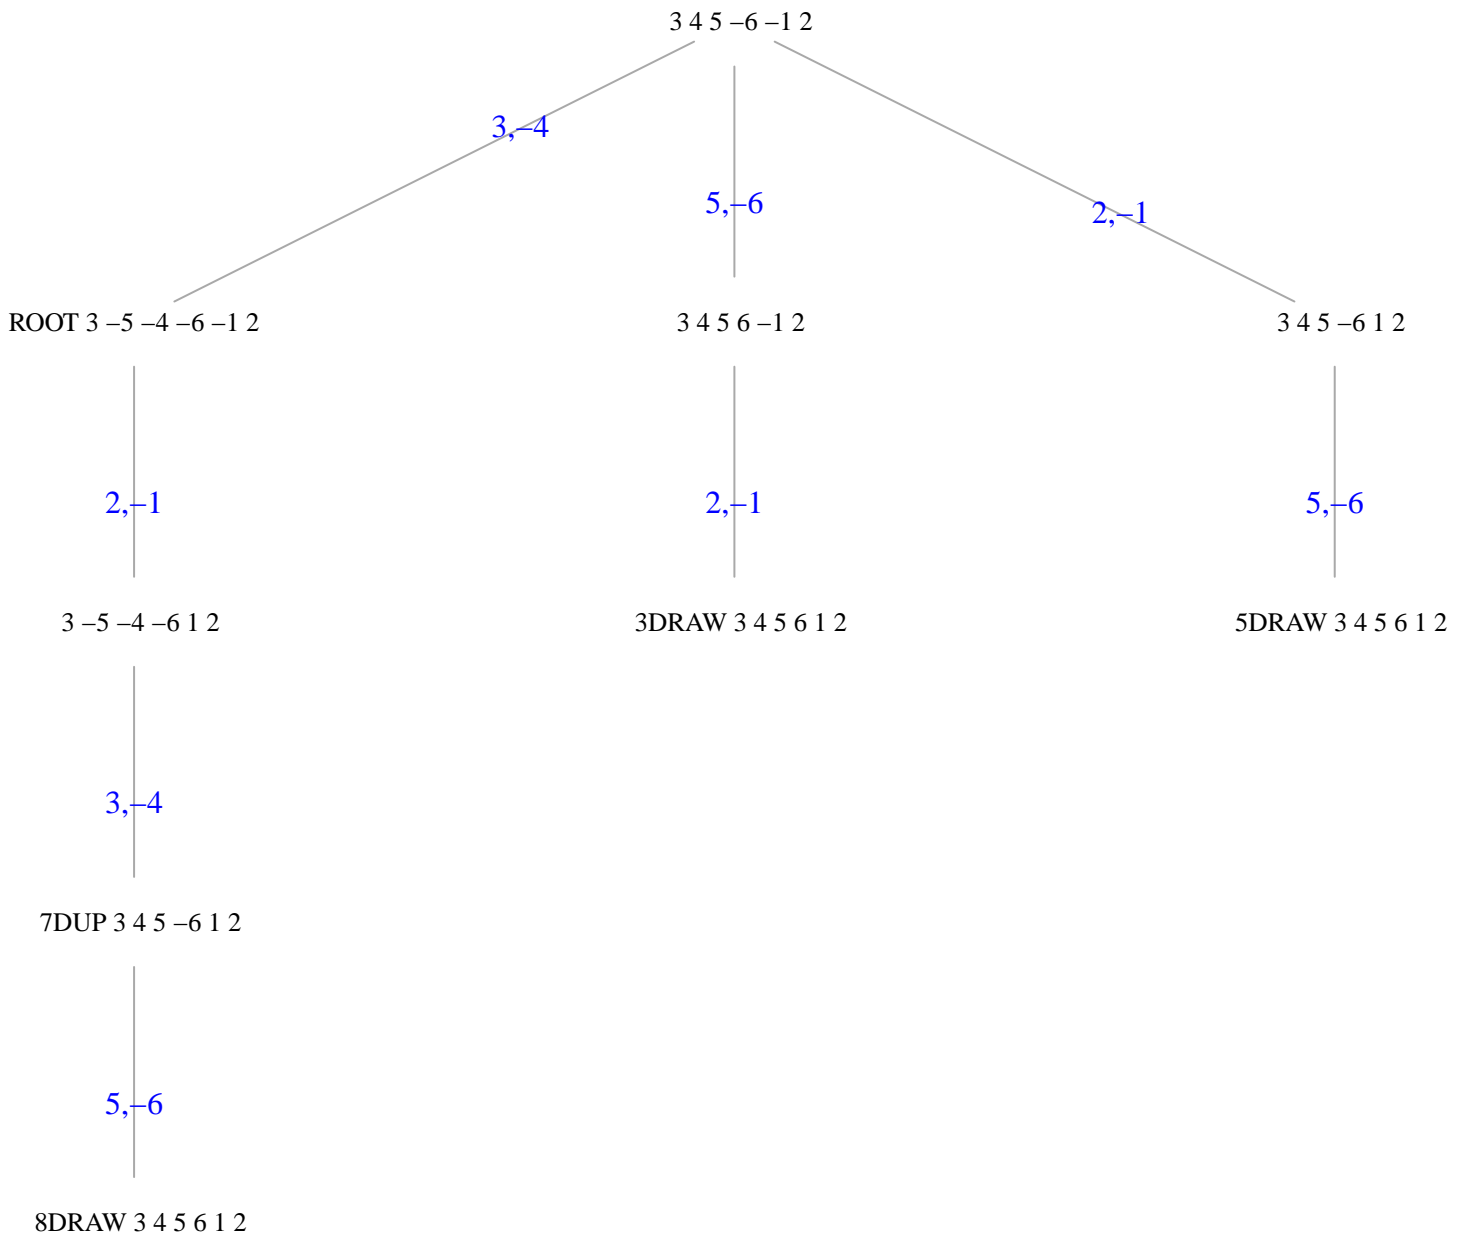 3 4 5 –6 –1 2
3,–4
5,–6
2,–1
ROOT 3 –5 –4 –6 –1 2
3 4 5 6 –1 2
3 4 5 –6 1 2
2,–1
2,–1
5,–6
3 –5 –4 –6 1 2
3DRAW 3 4 5 6 1 2
5DRAW 3 4 5 6 1 2
3,–4
7DUP 3 4 5 –6 1 2
5,–6
8DRAW 3 4 5 6 1 2